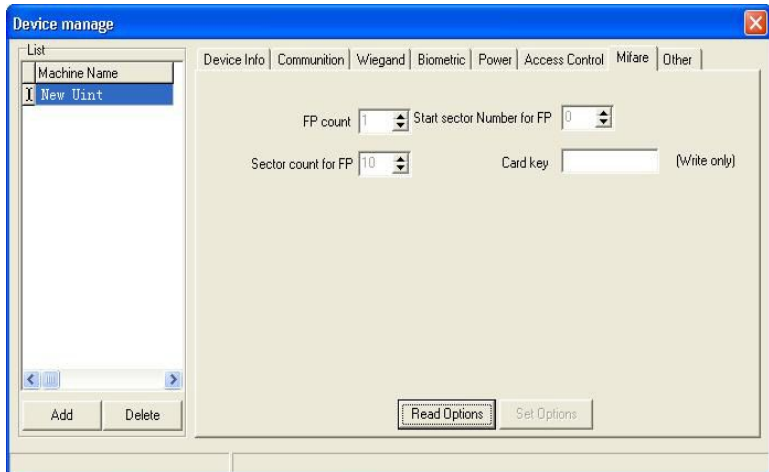 Device manage
List
Machine Name
New Uint
Device Info Communition Wiegand Biometric Power Access Control Mifare Other
FP count 1 Start sector Number for FP 0
Sector count for FP 10 Card key (Write only)
Add Delete
Read Options Set Options